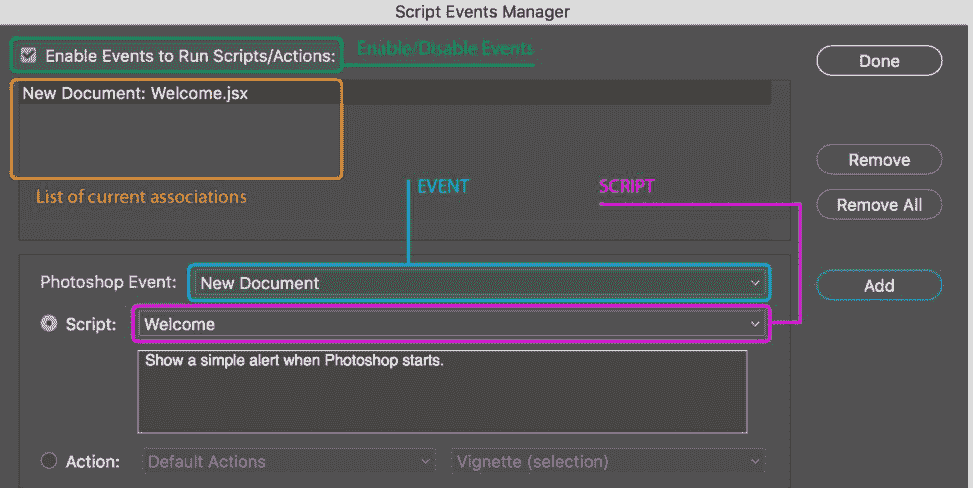 Script Events Manager
Enable Events to Run Scripts/Actions:
Enable/Disable Events
Done
New Document: Welcome.jsx
Remove
List of current associations
EVENT
SCRIPT
Remove All
Photoshop Event:
New Document
Add
Script:
Welcome
Show a simple alert when Photoshop starts.
Action:
Default Actions
Vignette (selection)